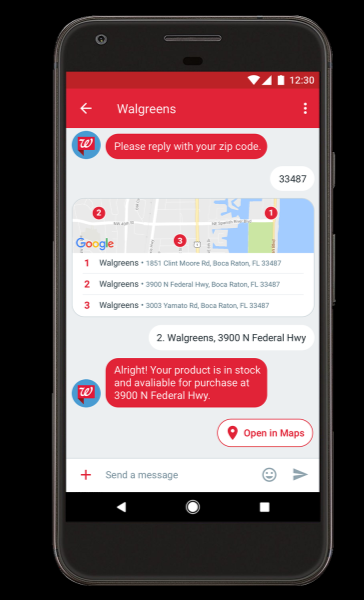 12:30
Walgreens
Please reply with your zip code.
33487
2
1
3
Google
1 Walgreens • 1851 Clint Moore Rd, Boca Raton, FL 33487
2 Walgreens • 3900 N Federal Hwy, Boca Raton, FL 33487
3 Walgreens • 3003 Yamato Rd, Boca Raton, FL 33487
2. Walgreens, 3900 N Federal Hwy
Alright! Your product is in stock
and avaliable for purchase at
3900 N Federal Hwy.
Open in Maps
Send a message